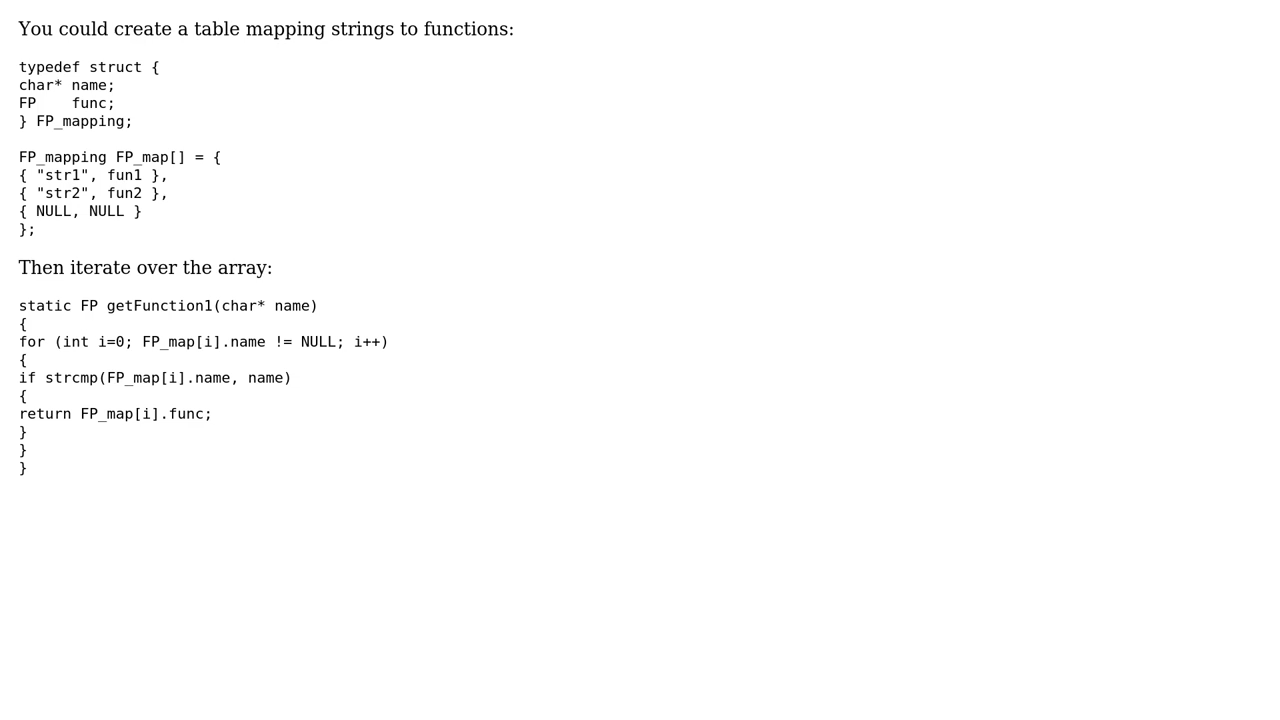 You could create a table mapping strings to functions:
typedef struct {
char* name;
FP    func;
} FP_mapping;
FP_mapping FP_map[] = {
{ "str1", fun1 },
{ "str2", fun2 },
{ NULL, NULL }
};
Then iterate over the array:
static FP getFunction1(char* name)
{
for (int i=0; FP_map[i].name != NULL; i++)
{
if strcmp(FP_map[i].name, name)
{
return FP_map[i].func;
}
}
}